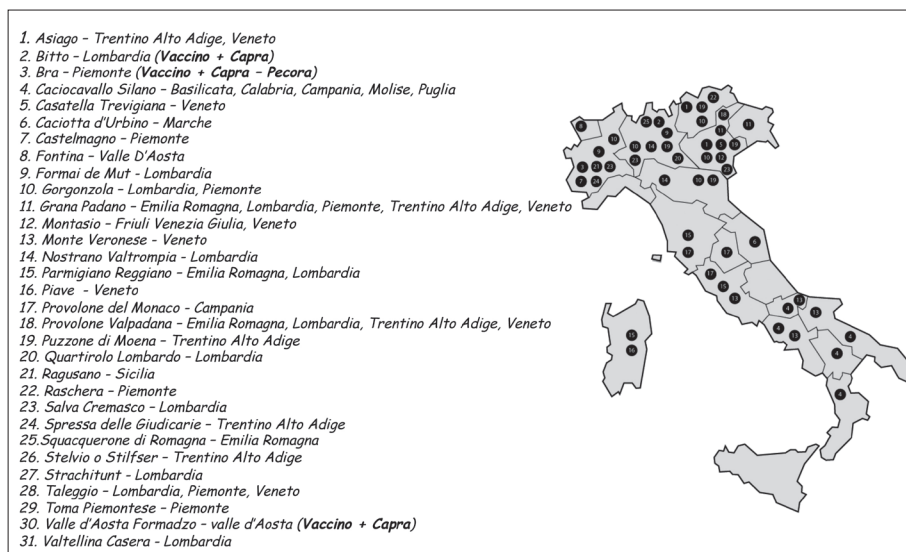 1. Asiago – Trentino Alto Adige, Veneto
2. Bitto – Lombardia (Vaccino + Capra)
3. Bra – Piemonte (Vaccino + Capra – Pecora)
4. Caciocavallo Silano – Basilicata, Calabria, Campania, Molise, Puglia
5. Casatella Trevigiana – Veneto
6. Caciotta d'Urbino – Marche
7. Castelmagno – Piemonte
8. Fontina – Valle D'Aosta
9. Formai de Mut - Lombardia
10. Gorgonzola – Lombardia, Piemonte
11. Grana Padano – Emilia Romagna, Lombardia, Piemonte, Trentino Alto Adige, Veneto
12. Montasio – Friuli Venezia Giulia, Veneto
13. Monte Veronese - Veneto
14. Nostrano Valtrompia - Lombardia
15. Parmigiano Reggiano – Emilia Romagna, Lombardia
16. Piave - Veneto
17. Provolone del Monaco - Campania
18. Provolone Valpadana – Emilia Romagna, Lombardia, Trentino Alto Adige, Veneto
19. Puzzone di Moena – Trentino Alto Adige
20. Quartirolo Lombardo – Lombardia
21. Ragusano - Sicilia
22. Raschera – Piemonte
23. Salva Cremasco – Lombardia
24. Spressa delle Giudicarie – Trentino Alto Adige
25.Squacquerone di Romagna – Emilia Romagna
26. Stelvio o Stilfser – Trentino Alto Adige
27. Strachitunt - Lombardia
28. Taleggio – Lombardia, Piemonte, Veneto
29. Toma Piemontese – Piemonte
30. Valle d'Aosta Formadzo – valle d'Aosta (Vaccino + Capra)
31. Valtellina Casera - Lombardia